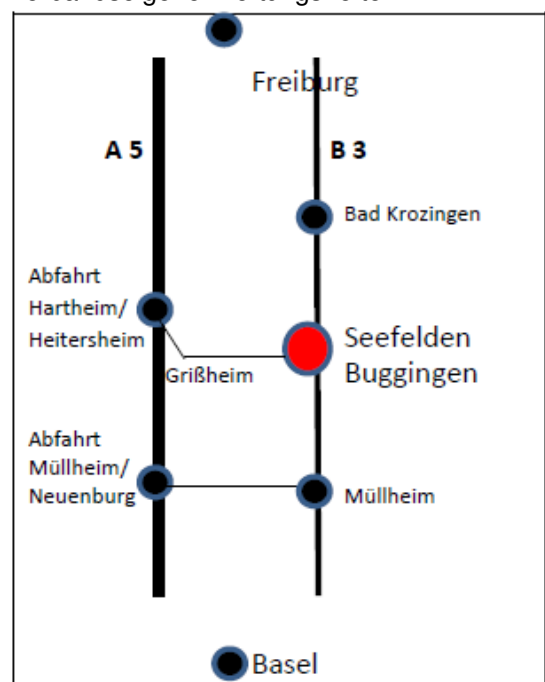 Freiburg
A 5
B 3
Bad Krozingen
Abfahrt
Hartheim/
Heitersheim
Seefelden
Buggingen
Grißheim
Abfahrt
Müllheim/
Neuenburg
Müllheim
Basel